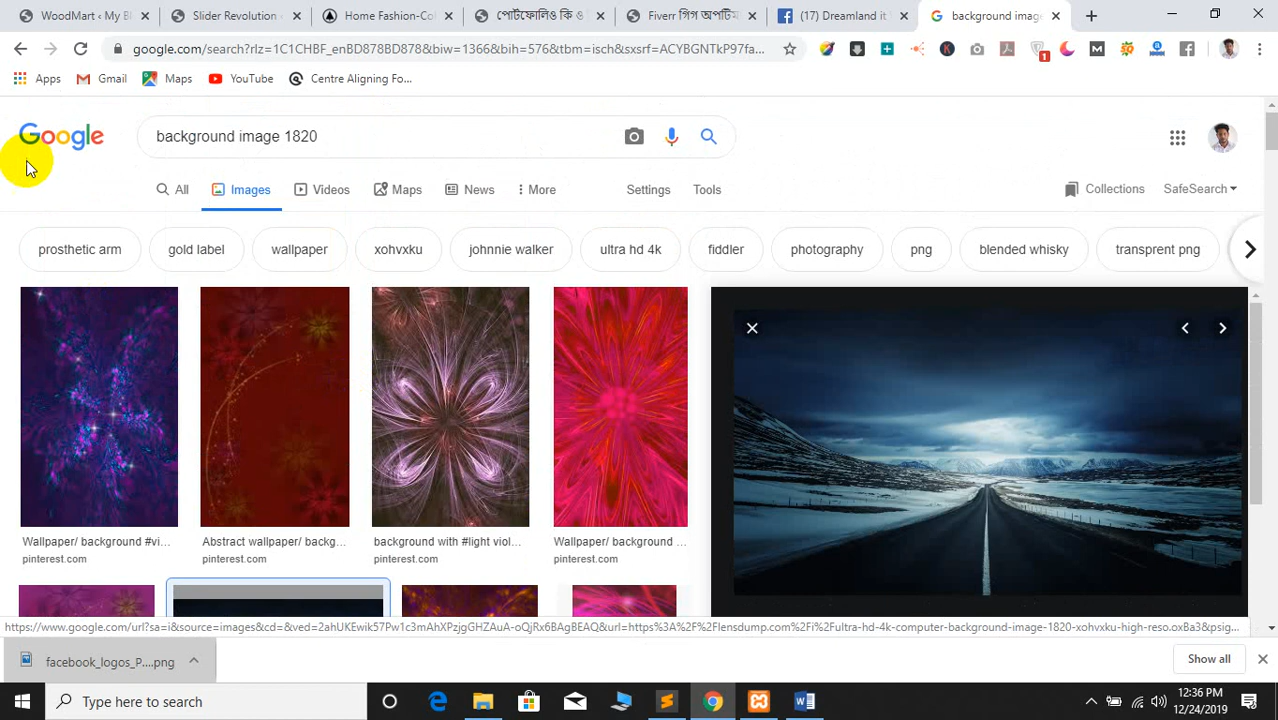 WoodMart ‹ My Bl
Slider Revolution ‹
Home Fashion-Col
পোর্টফোলিও কি ও
Fiverr গিগ অপটিম
(17) Dreamland it
background image
google.com/search?rlz=1C1CHBF_enBD878BD878&biw=1366&bih=576&tbm=isch&sxsrf=ACYBGNTkP97fa...
1
Apps
Gmail
Maps
YouTube
Centre Aligning Fo...
Google
background image 1820
All
Images
Videos
Maps
News
More
Settings
Tools
Collections
SafeSearch
prosthetic arm
gold label
wallpaper
xohvxku
johnnie walker
ultra hd 4k
fiddler
photography
png
blended whisky
transprent png
Wallpaper/ background #vi...
Abstract wallpaper/ backg...
background with #light viol...
Wallpaper/ background ...
pinterest.com
pinterest.com
pinterest.com
pinterest.com
https://www.google.com/url?sa=i&source=images&cd=&ved=2ahUKEwik57Pw1c3mAhXPzjgGHZAuA-oQjRx6BAgBEAQ&url=https%3A%2F%2Flensdump.com%2Fi%2Fultra-hd-4k-computer-background-image-1820-xohvxku-high-reso.oxBa3&psig...
facebook_logos_P....png
Show all
Type here to search
12:36 PM
12/24/2019